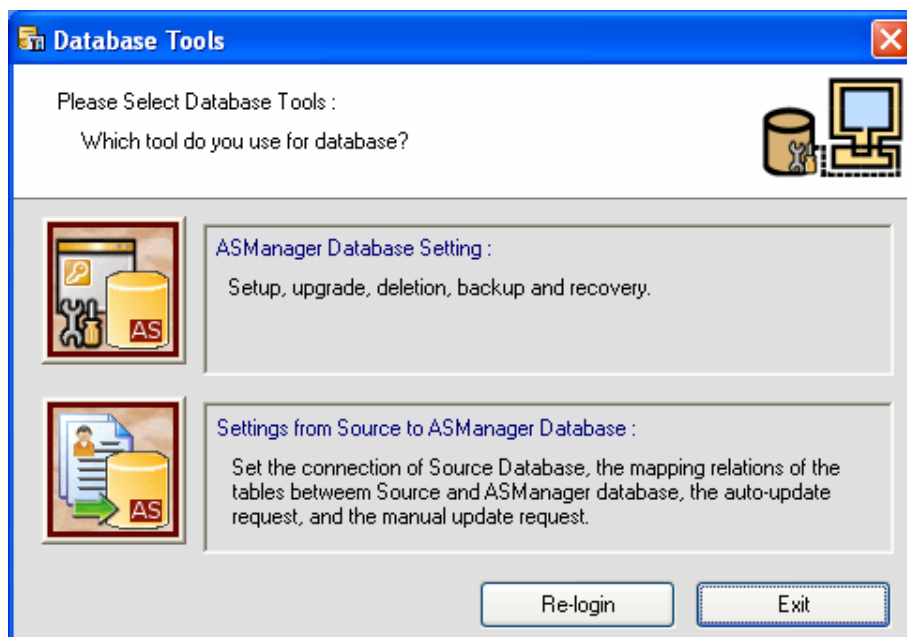 Database Tools
Please Select Database Tools :
Which tool do you use for database?
AS
ASManager Database Setting :
Setup, upgrade, deletion, backup and recovery.
AS
Settings from Source to ASManager Database :
Set the connection of Source Database, the mapping relations of the
tables betweem Source and ASManager database, the auto-update
request, and the manual update request.
Re-login
Exit